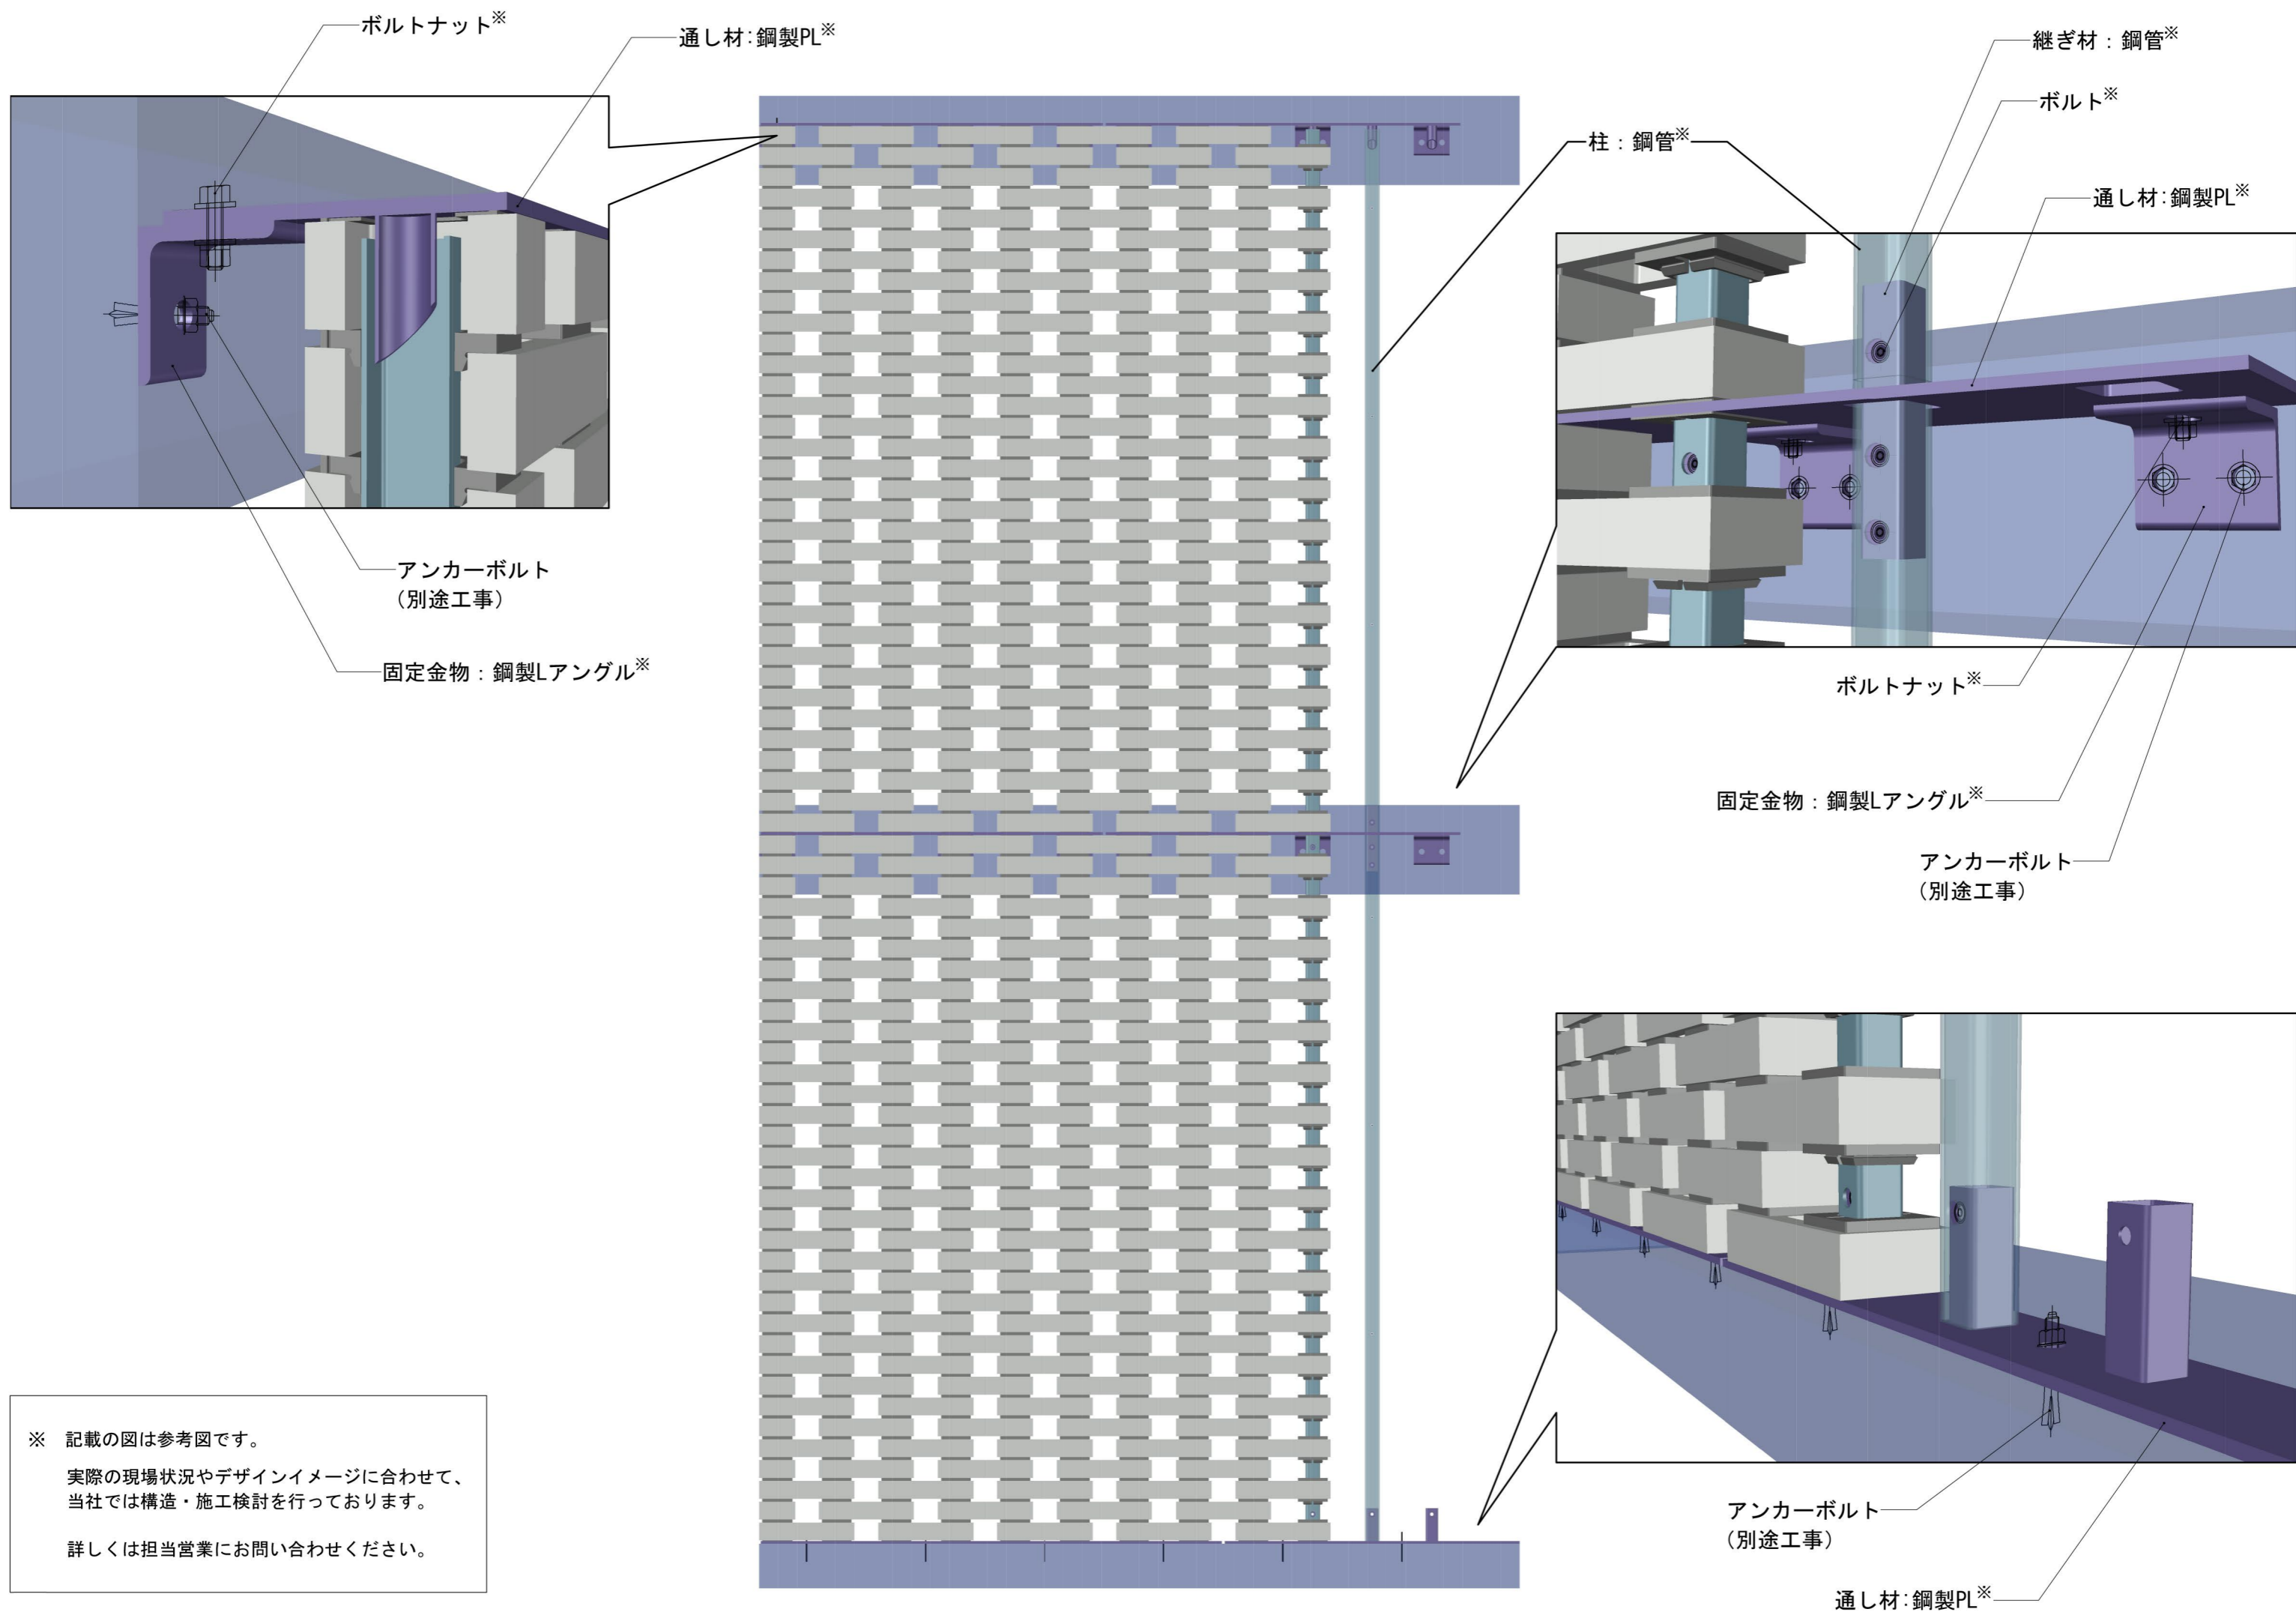 ボルトナット※
通し材:鋼製PL※
アンカーボルト
(別途工事)
固定金物：鋼製Lアングル※
柱：鋼管※
継ぎ材：鋼管※
ボルト※
通し材:鋼製PL※
ボルトナット※
固定金物：鋼製Lアングル※
アンカーボルト
(別途工事)
アンカーボルト
(別途工事)
通し材:鋼製PL※
※ 記載の図は参考図です。
実際の現場状況やデザインイメージに合わせて、
当社では構造・施工検討を行っております。
詳しくは担当営業にお問い合わせください。